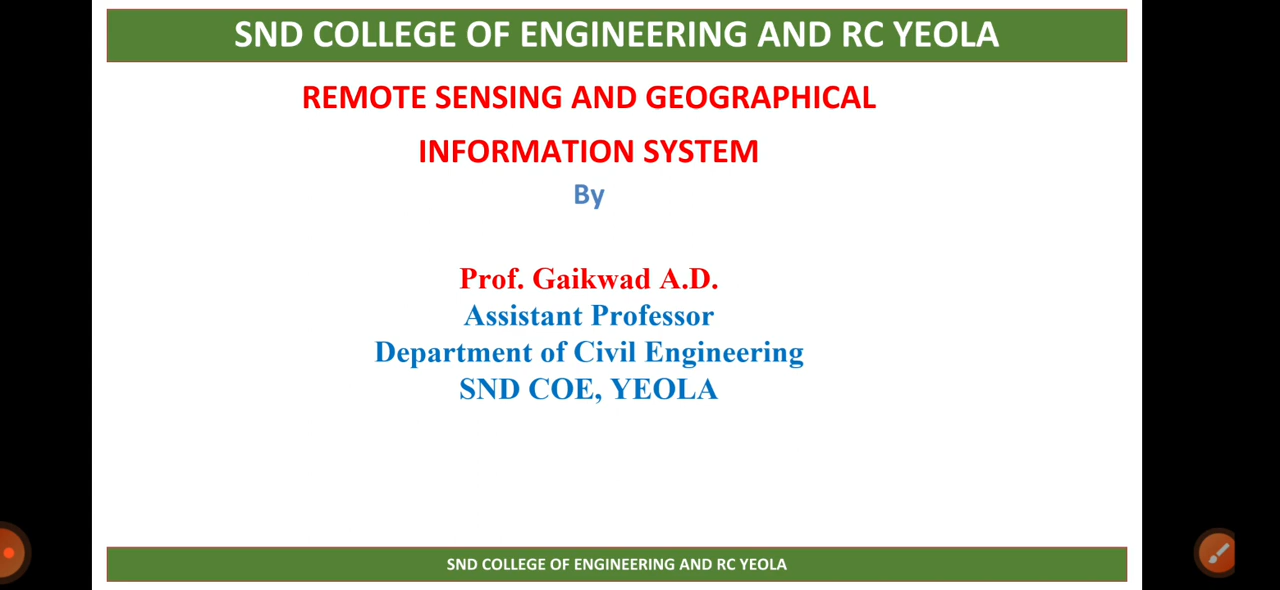 SND COLLEGE OF ENGINEERING AND RC YEOLA
REMOTE SENSING AND GEOGRAPHICAL
INFORMATION SYSTEM
By
Prof. Gaikwad A.D.
Assistant Professor
Department of Civil Engineering
SND COE, YEOLA
SND COLLEGE OF ENGINEERING AND RC YEOLA